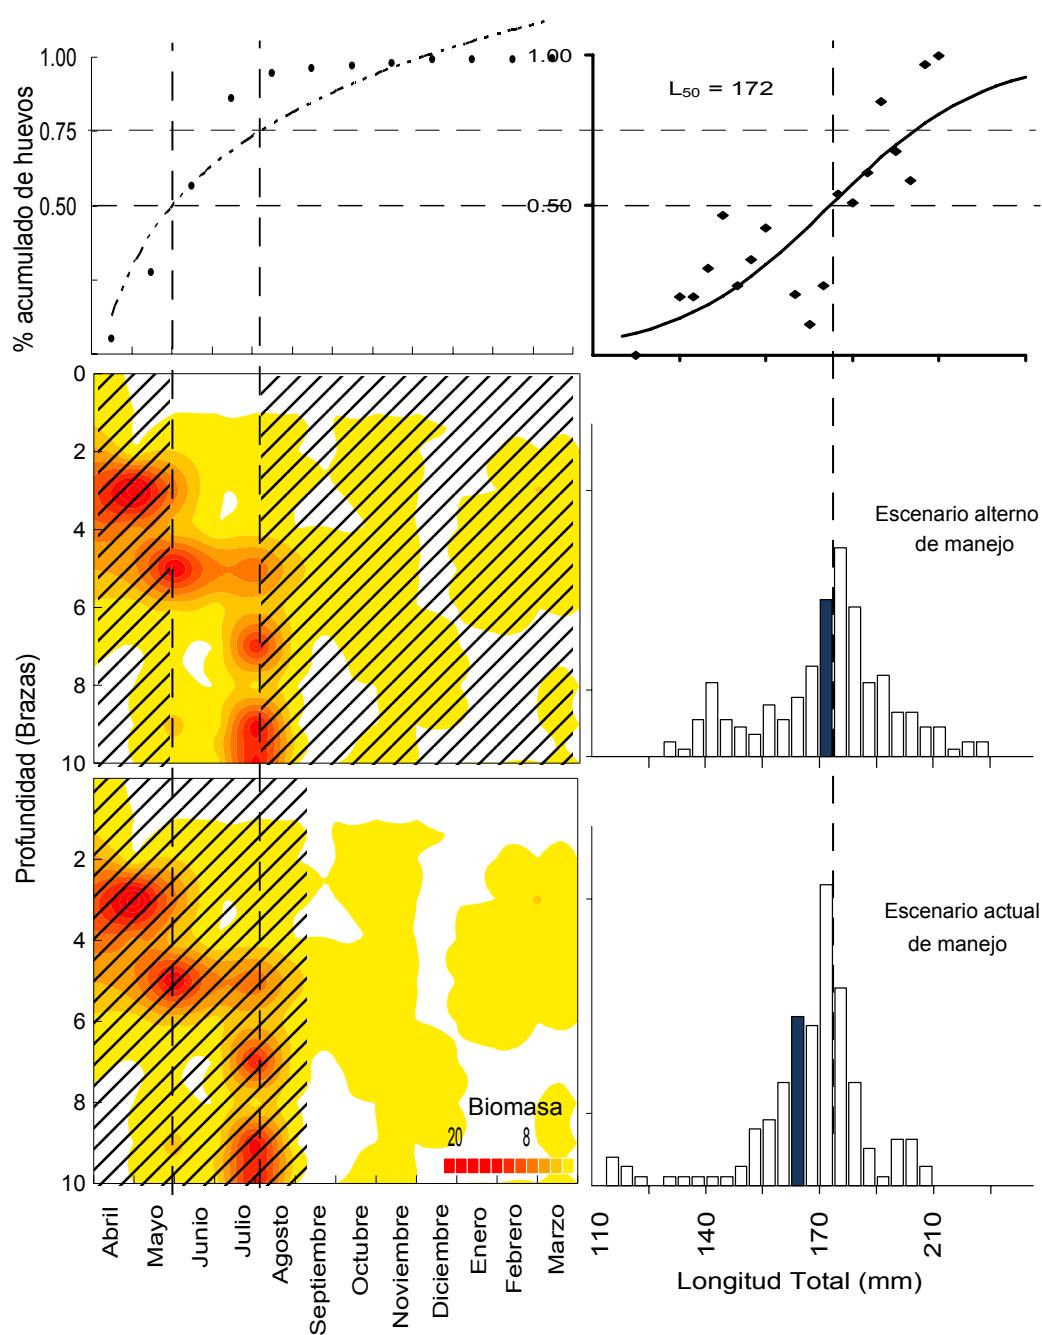 % acumulado de huevos
1.00
0.75
0.50
1.00
0.50
L50 = 172
Profundidad (Brazas)
0
2
4
6
8
10
Escenario alterno
de manejo
2
4
6
8
10
Biomasa
20 8
Escenario actual
de manejo
Abril
Mayo
Junio
Julio
Agosto
Septiembre
Octubre
Noviembre
Diciembre
Enero
Febrero
Marzo
110
140
170
210
Longitud Total (mm)